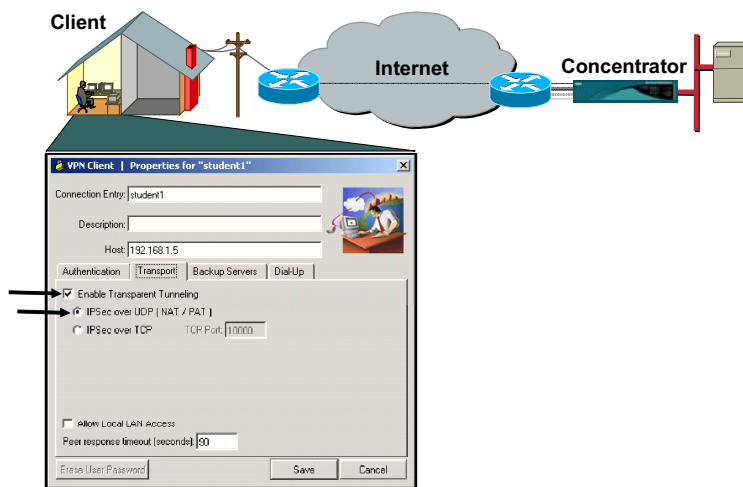 Client
Internet
Concentrator
VPN Client | Properties for "student1"
Connection Entry: student1
Description:
Host: 192.168.1.5
Authentication Transport Backup Servers Dial-Up
Enable Transparent Tunneling
IPSec over UDP ( NAT / PAT )
IPSec over TCP TCP Port: 10000
Allow Local LAN Access
Peer response timeout (seconds): 90
Erase User Password Save Cancel